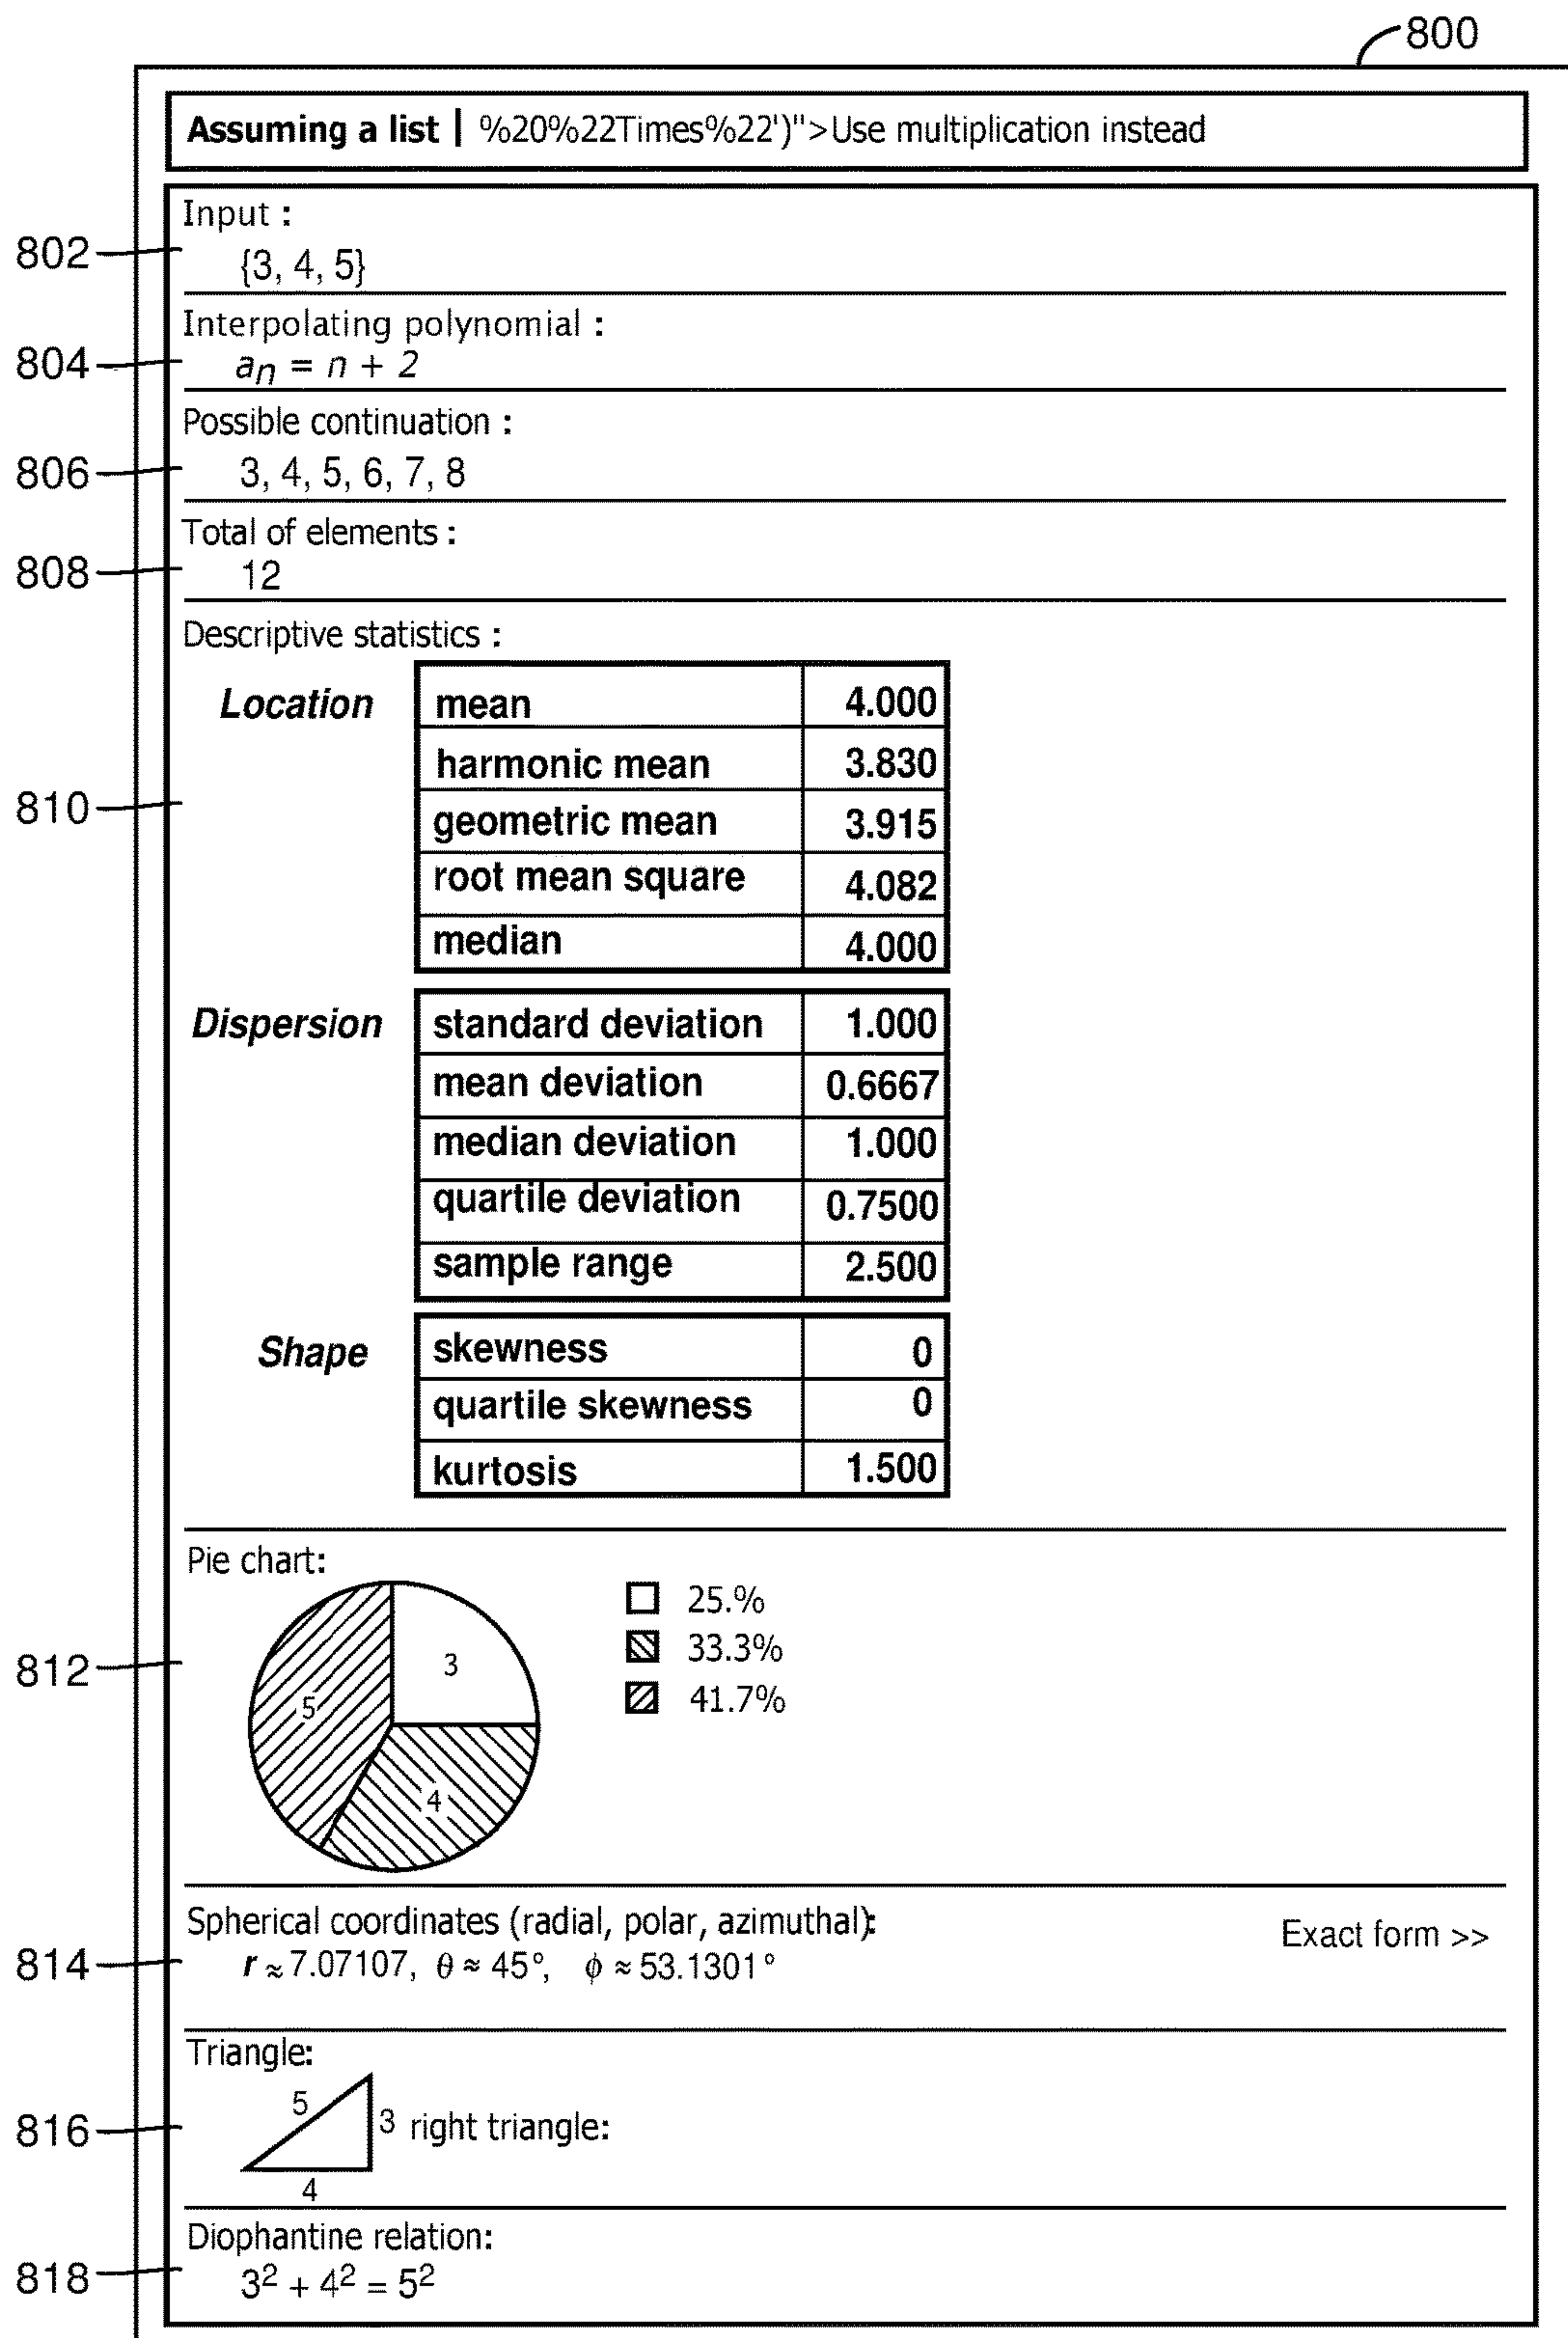 800
Assuming a list | %20%22Times%22')">Use multiplication instead
Input :
802
{3, 4, 5}
Interpolating polynomial :
804
aₙ = n + 2
Possible continuation :
806
3, 4, 5, 6, 7, 8
Total of elements :
808
12
Descriptive statistics :
Location
mean 4.000
harmonic mean 3.830
810
geometric mean 3.915
root mean square 4.082
median 4.000
Dispersion
standard deviation 1.000
mean deviation 0.6667
median deviation 1.000
quartile deviation 0.7500
sample range 2.500
Shape
skewness 0
quartile skewness 0
kurtosis 1.500
Pie chart:
25.%
33.3%
41.7%
812
3
5
4
Spherical coordinates (radial, polar, azimuthal):
Exact form >>
814
r ≈ 7.07107, θ ≈ 45°, ϕ ≈ 53.1301°
Triangle:
816
5
3 right triangle:
4
Diophantine relation:
818
3² + 4² = 5²